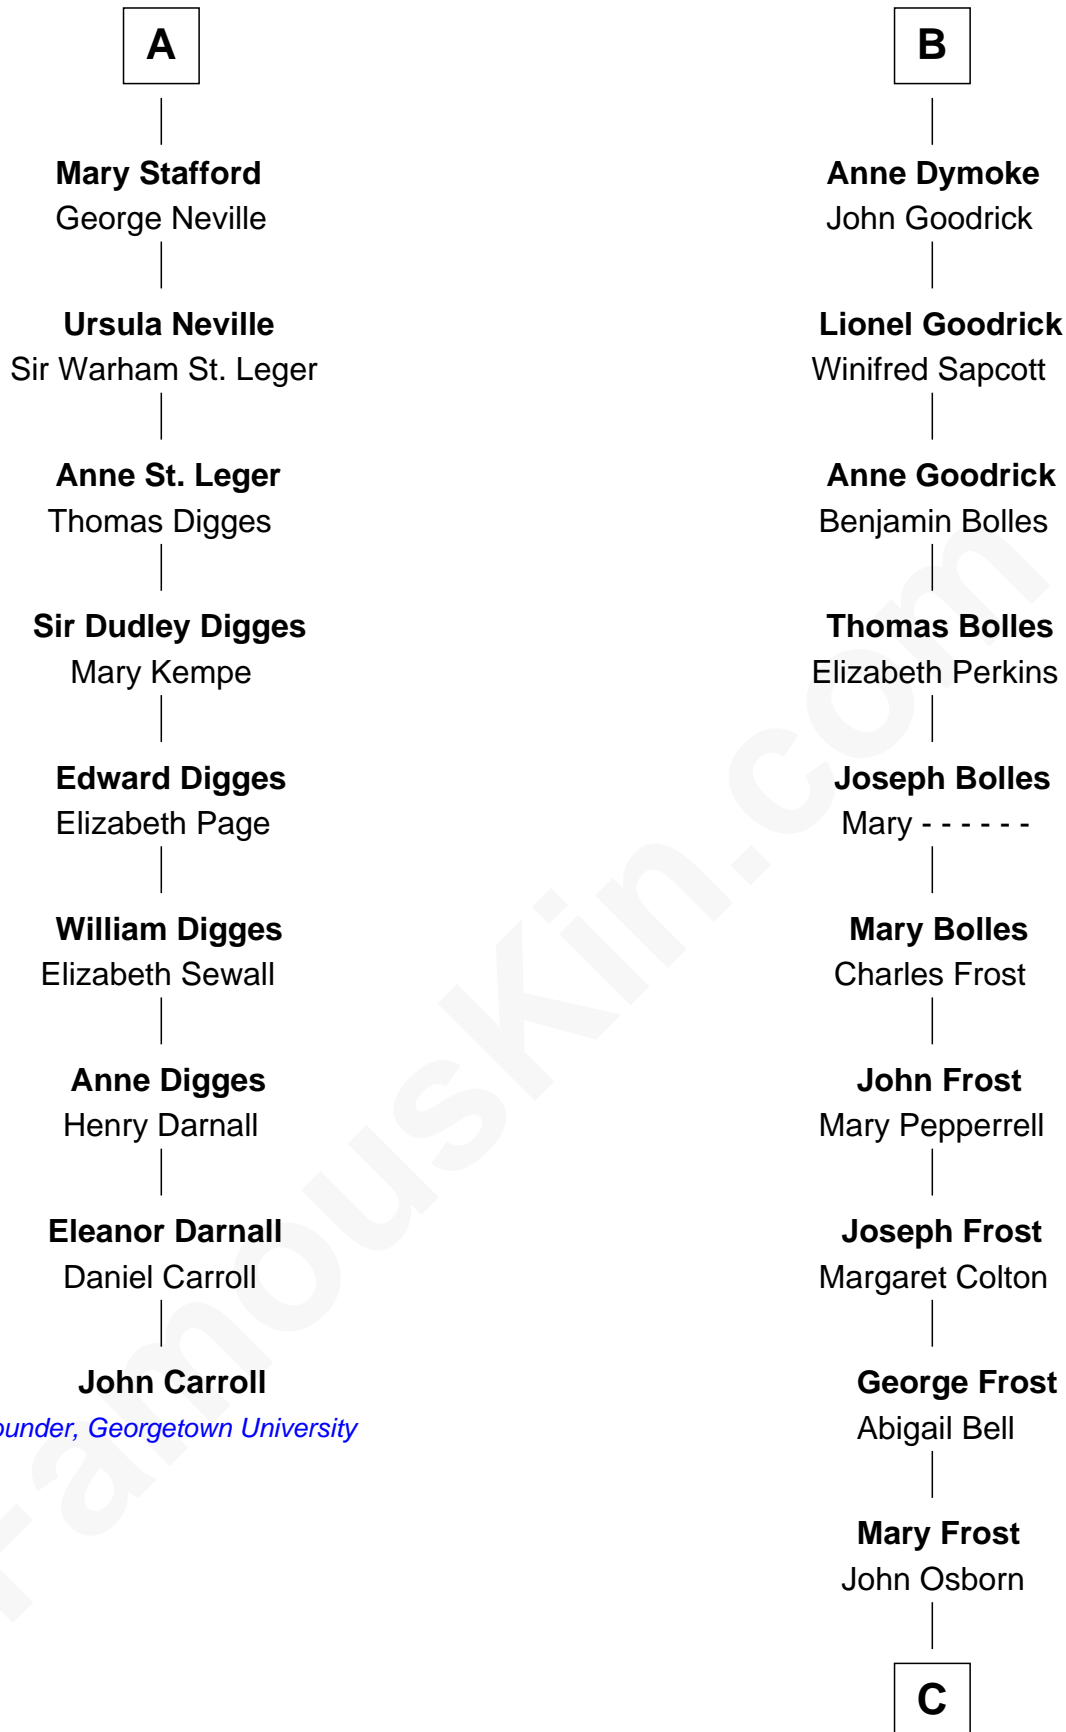 A
Mary Stafford
George Neville
Ursula Neville
Sir Warham St. Leger
Anne St. Leger
Thomas Digges
Sir Dudley Digges
Mary Kempe
Edward Digges
Elizabeth Page
William Digges
Elizabeth Sewall
Anne Digges
Henry Darnall
Eleanor Darnall
Daniel Carroll
John Carroll
ounder, Georgetown University
B
Anne Dymoke
John Goodrick
Lionel Goodrick
Winifred Sapcott
Anne Goodrick
Benjamin Bolles
Thomas Bolles
Elizabeth Perkins
Joseph Bolles
Mary - - - - - -
Mary Bolles
Charles Frost
John Frost
Mary Pepperrell
Joseph Frost
Margaret Colton
George Frost
Abigail Bell
Mary Frost
John Osborn
C
FamousKin.com